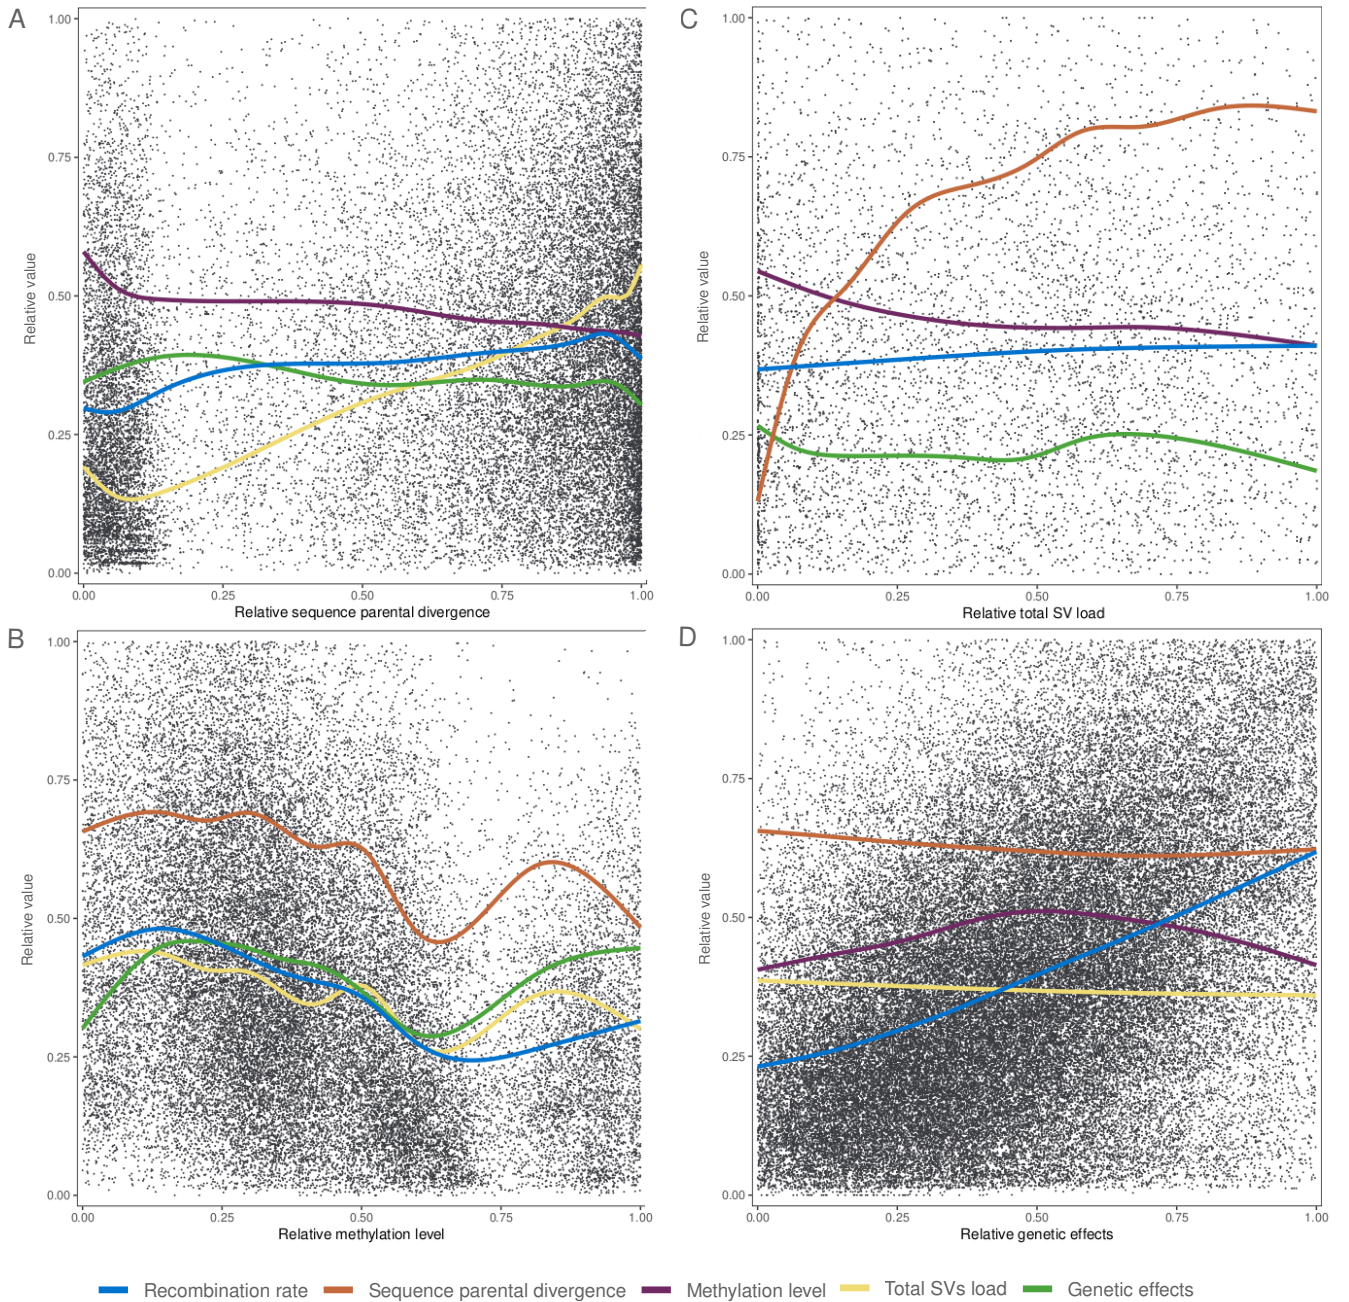 A
1.00
0.75
0.50
0.25
0.00
Relative value
0.00 0.25 0.50 0.75 1.00
Relative sequence parental divergence
C
1.00
0.75
0.50
0.25
0.00
Relative value
0.00 0.25 0.50 0.75 1.00
Relative total SV load
B
1.00
0.75
0.50
0.25
0.00
Relative value
0.00 0.25 0.50 0.75 1.00
Relative methylation level
D
1.00
0.75
0.50
0.25
0.00
Relative value
0.00 0.25 0.50 0.75 1.00
Relative genetic effects
Recombination rate Sequence parental divergence Methylation level Total SVs load Genetic effects